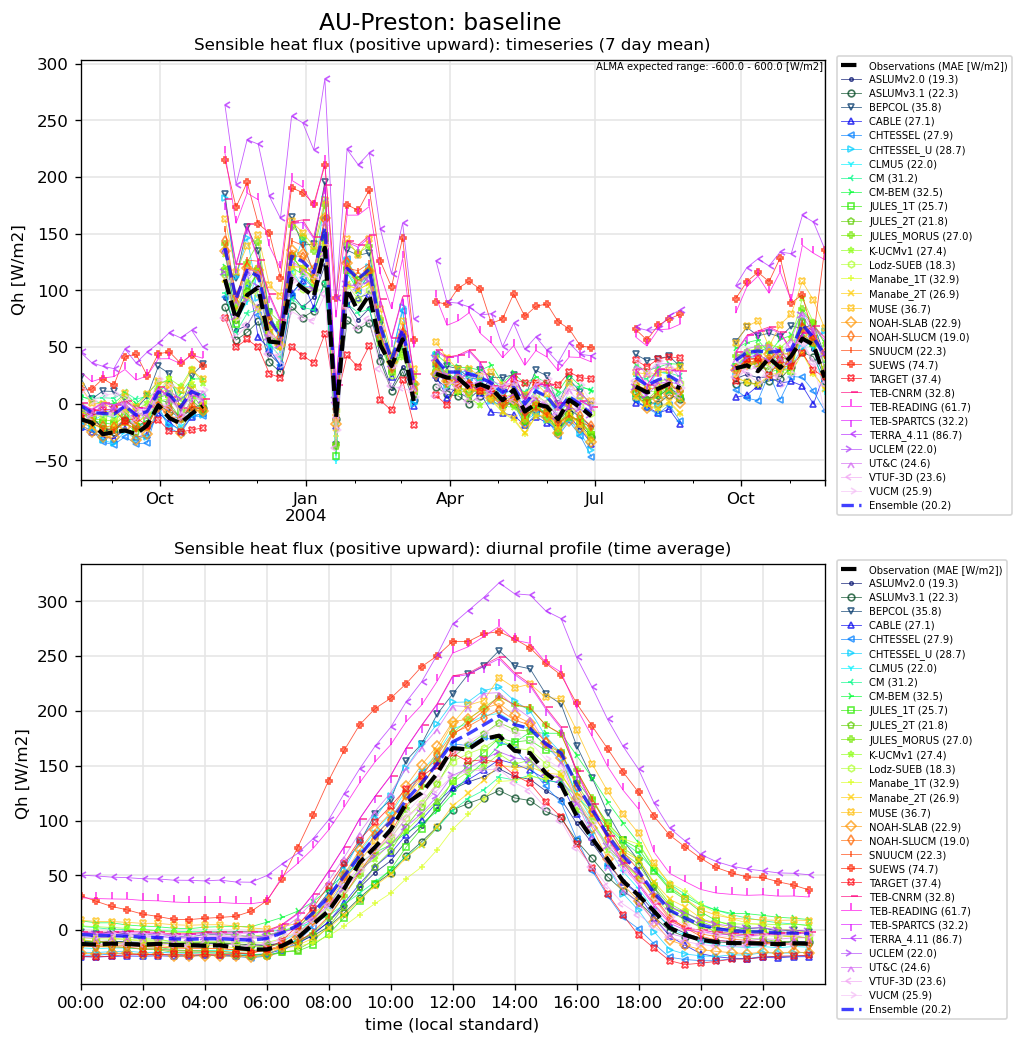 AU-Preston: baseline
Sensible heat flux (positive upward): timeseries (7 day mean)
ALMA expected range: -600.0 - 600.0 [W/m2]
Qh [W/m2]
300
250
200
150
100
50
0
−50
Oct
Jan
2004
Apr
Jul
Oct
Observations (MAE [W/m2])
ASLUMv2.0 (19.3)
ASLUMv3.1 (22.3)
BEPCOL (35.8)
CABLE (27.1)
CHTESSEL (27.9)
CHTESSEL_U (28.7)
CLMU5 (22.0)
CM (31.2)
CM-BEM (32.5)
JULES_1T (25.7)
JULES_2T (21.8)
JULES_MORUS (27.0)
K-UCMv1 (27.4)
Lodz-SUEB (18.3)
Manabe_1T (32.9)
Manabe_2T (26.9)
MUSE (36.7)
NOAH-SLAB (22.9)
NOAH-SLUCM (19.0)
SNUUCM (22.3)
SUEWS (74.7)
TARGET (37.4)
TEB-CNRM (32.8)
TEB-READING (61.7)
TEB-SPARTCS (32.2)
TERRA_4.11 (86.7)
UCLEM (22.0)
UT&C (24.6)
VTUF-3D (23.6)
VUCM (25.9)
Ensemble (20.2)
Sensible heat flux (positive upward): diurnal profile (time average)
Qh [W/m2]
300
250
200
150
100
50
0
00:00
02:00
04:00
06:00
08:00
10:00
12:00
14:00
16:00
18:00
20:00
22:00
time (local standard)
Observation (MAE [W/m2])
ASLUMv2.0 (19.3)
ASLUMv3.1 (22.3)
BEPCOL (35.8)
CABLE (27.1)
CHTESSEL (27.9)
CHTESSEL_U (28.7)
CLMU5 (22.0)
CM (31.2)
CM-BEM (32.5)
JULES_1T (25.7)
JULES_2T (21.8)
JULES_MORUS (27.0)
K-UCMv1 (27.4)
Lodz-SUEB (18.3)
Manabe_1T (32.9)
Manabe_2T (26.9)
MUSE (36.7)
NOAH-SLAB (22.9)
NOAH-SLUCM (19.0)
SNUUCM (22.3)
SUEWS (74.7)
TARGET (37.4)
TEB-CNRM (32.8)
TEB-READING (61.7)
TEB-SPARTCS (32.2)
TERRA_4.11 (86.7)
UCLEM (22.0)
UT&C (24.6)
VTUF-3D (23.6)
VUCM (25.9)
Ensemble (20.2)